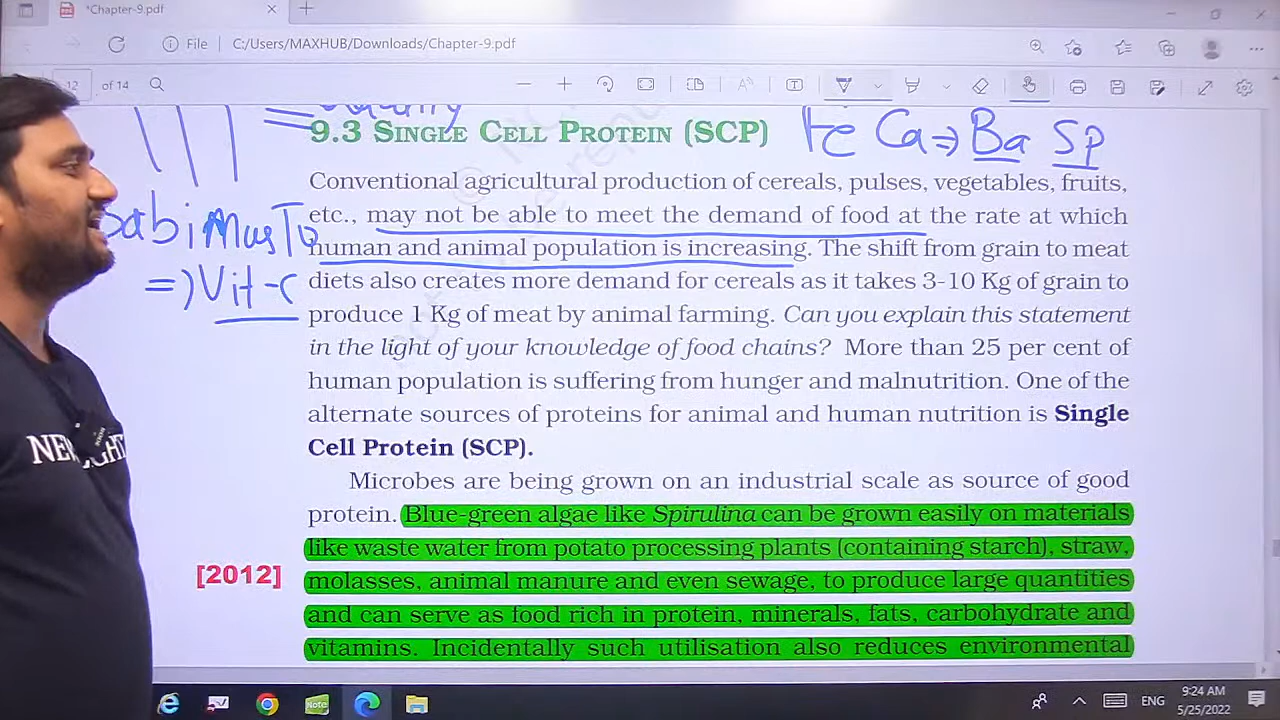 *Chapter-9.pdf
File C:/Users/MAXHUB/Downloads/Chapter-9.pdf
12 of 14
9.3 SINGLE CELL PROTEIN (SCP)
Fe Ca⇒ Ba Sp
Conventional agricultural production of cereals, pulses, vegetables, fruits,
etc., may not be able to meet the demand of food at the rate at which
human and animal population is increasing. The shift from grain to meat
diets also creates more demand for cereals as it takes 3-10 Kg of grain to
produce 1 Kg of meat by animal farming. Can you explain this statement
in the light of your knowledge of food chains? More than 25 per cent of
human population is suffering from hunger and malnutrition. One of the
alternate sources of proteins for animal and human nutrition is Single
Cell Protein (SCP).
Microbes are being grown on an industrial scale as source of good
protein. Blue-green algae like Spirulina can be grown easily on materials
like waste water from potato processing plants (containing starch), straw,
molasses, animal manure and even sewage, to produce large quantities
and can serve as food rich in protein, minerals, fats, carbohydrate and
vitamins. Incidentally such utilisation also reduces environmental
[2012]
abi Mus To
=) Vit-C
Note
ENG
9:24 AM
5/25/2022